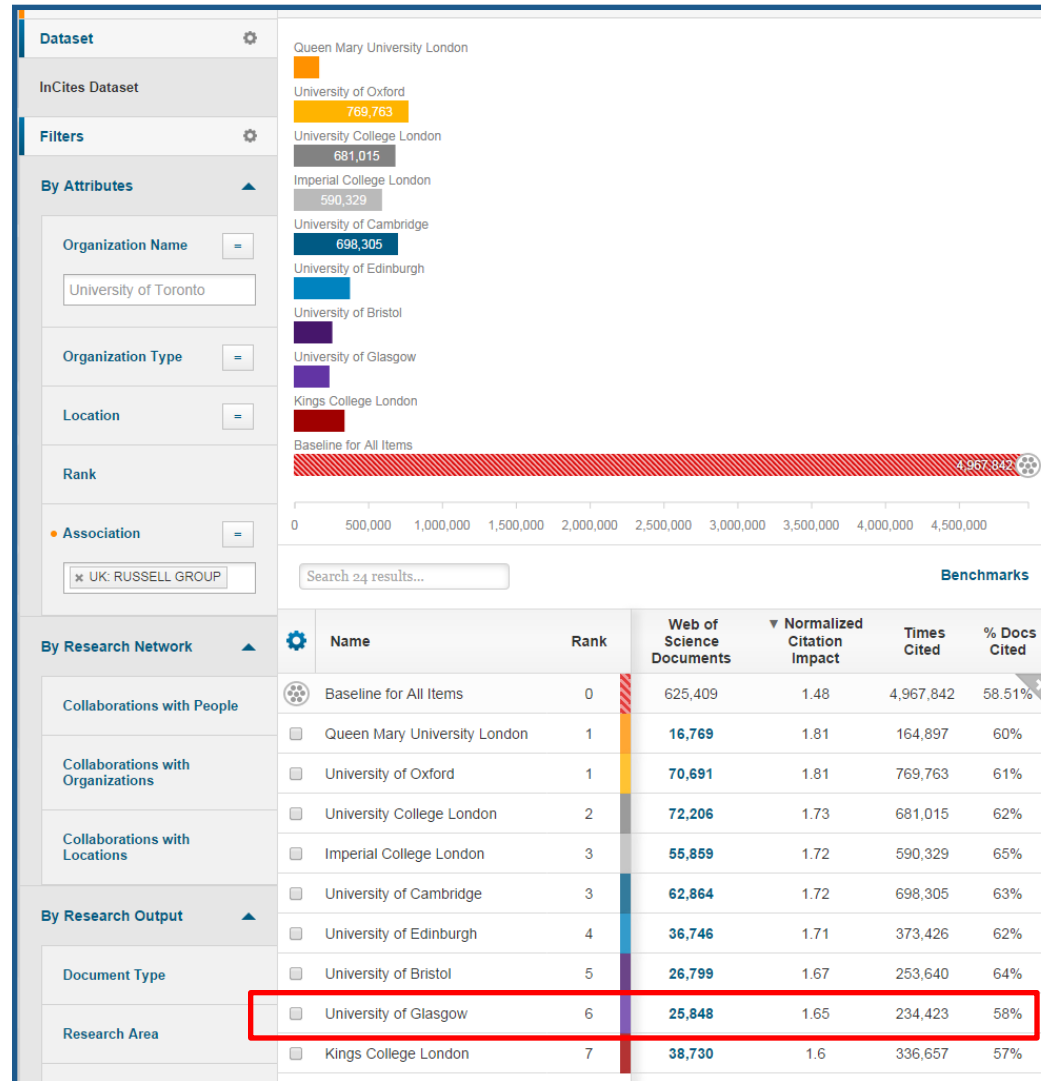 Dataset
InCites Dataset
Filters
By Attributes
Organization Name =
University of Toronto
Organization Type =
Location =
Rank
Association =
× UK: RUSSELL GROUP
By Research Network
Collaborations with People
Collaborations with
Organizations
Collaborations with
Locations
By Research Output
Document Type
Research Area
Queen Mary University London
University of Oxford
769,763
University College London
681,015
Imperial College London
590,329
University of Cambridge
698,305
University of Edinburgh
University of Bristol
University of Glasgow
Kings College London
Baseline for All Items
4,967,842
0 500,000 1,000,000 1,500,000 2,000,000 2,500,000 3,000,000 3,500,000 4,000,000 4,500,000
Search 24 results... Benchmarks
Name Rank Web of Science Documents ▼ Normalized Citation Impact Times Cited % Docs Cited
Baseline for All Items 0 625,409 1.48 4,967,842 58.51%
Queen Mary University London 1 16,769 1.81 164,897 60%
University of Oxford 1 70,691 1.81 769,763 61%
University College London 2 72,206 1.73 681,015 62%
Imperial College London 3 55,859 1.72 590,329 65%
University of Cambridge 3 62,864 1.72 698,305 63%
University of Edinburgh 4 36,746 1.71 373,426 62%
University of Bristol 5 26,799 1.67 253,640 64%
University of Glasgow 6 25,848 1.65 234,423 58%
Kings College London 7 38,730 1.6 336,657 57%